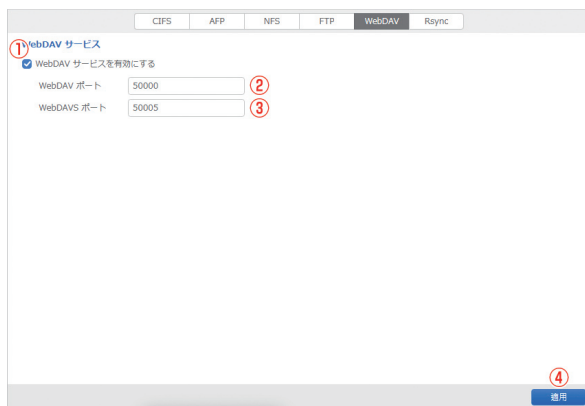 CIFS AFP NFS FTP WebDAV Rsync
① WebDAV サービス
WebDAV サービスを有効にする
WebDAV ポート 50000 ②
WebDAVS ポート 50005 ③
④
適用